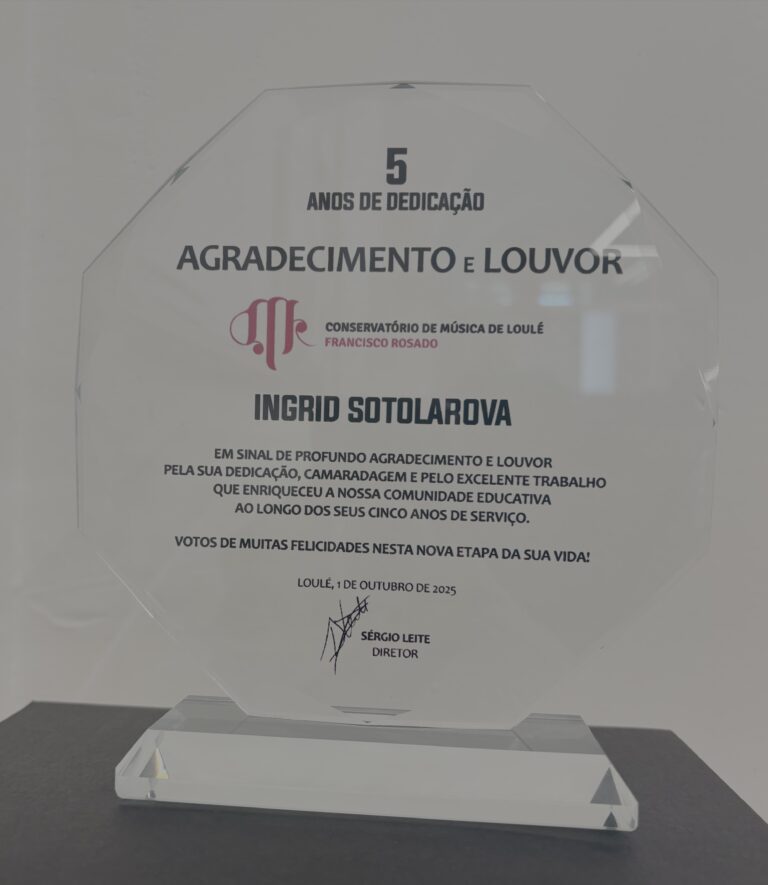 5
ANOS DE DEDICAÇÃO
AGRADECIMENTO E LOUVOR
CONSERVATÓRIO DE MÚSICA DE LOULÉ
FRANCISCO ROSADO
INGRID SOTOLAROVA
EM SINAL DE PROFUNDO AGRADECIMENTO E LOUVOR
PELA SUA DEDICAÇÃO, CAMARADAGEM E PELO EXCELENTE TRABALHO
QUE ENRIQUECEU A NOSSA COMUNIDADE EDUCATIVA
AO LONGO DOS SEUS CINCO ANOS DE SERVIÇO.
VOTOS DE MUITAS FELICIDADES NESTA NOVA ETAPA DA SUA VIDA!
LOULÉ, 1 DE OUTUBRO DE 2025
SÉRGIO LEITE
DIRETOR